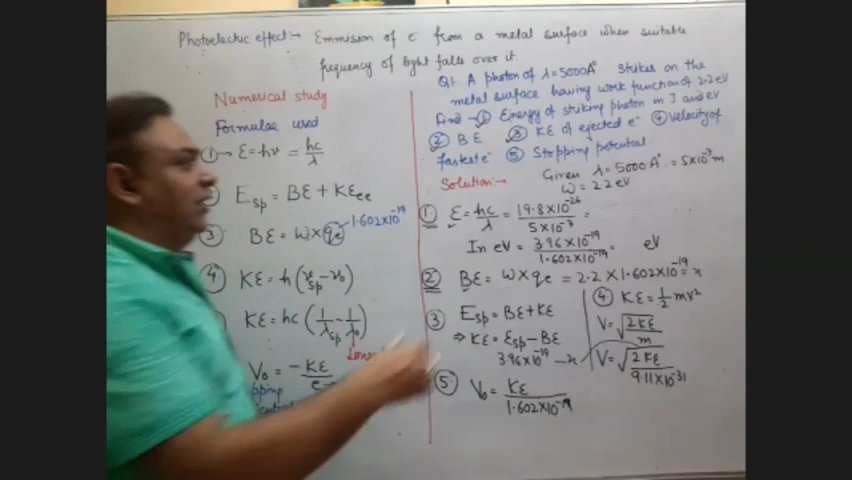 Photoelectric effect → Emmision of e⁻ from a metal surface when suitable
frequency of light falls over it.
Numerical study
Formulae used
① → E = hν = hc/λ
E_sp = BE + KE_ee
③ BE = W × qe 1.602×10⁻¹⁹
④ KE = h(ν_sp − ν₀)
KE = hc (1/λ_sp − 1/λ₀)
V₀ = −KE/e⁻
Q1. A photon of λ = 5000A° strikes on the
metal surface having work function of 2.2 eV
Find → ① Energy of striking photon in J and eV
② BE ③ KE of ejected e⁻ ④ velocity of
fastest e⁻ ⑤ Stopping potential
Solution :→ Given λ = 5000A° = 5×10⁻⁷m
W = 2.2 eV
① E = hc/λ = 19.8×10⁻²⁶/5×10⁻⁷ =
In eV = 3.96×10⁻¹⁹/1.602×10⁻¹⁹ = eV
② BE = W × qe = 2.2 × 1.602×10⁻¹⁹ = x
③ E_sp = BE + KE
⇒ KE = E_sp − BE
3.96×10⁻¹⁹ − x
④ KE = ½ mv²
V = √(2KE/m)
V = √(2KE/9.11×10⁻³¹)
⑤ V₀ = KE/1.602×10⁻¹⁹